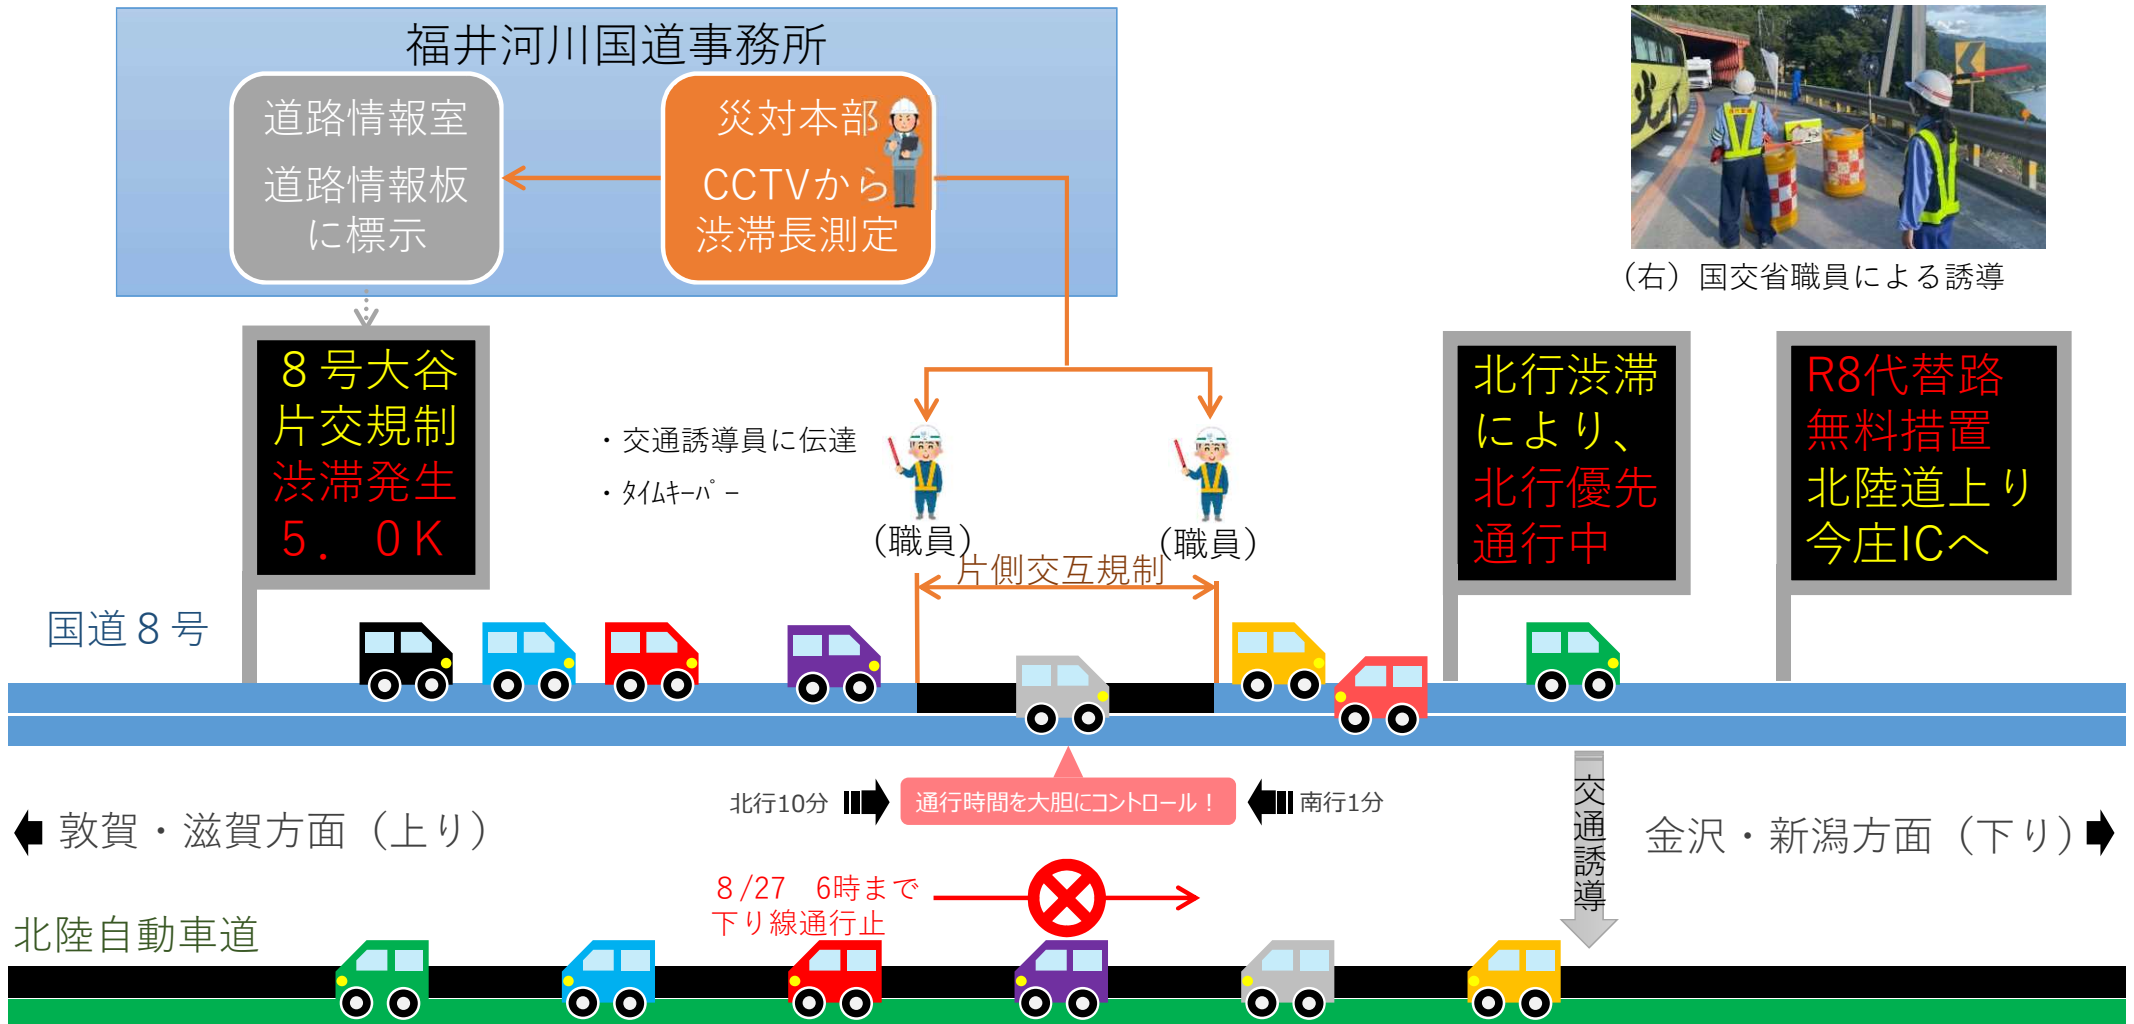 福井河川国道事務所
道路情報室
道路情報板
に標示
災対本部
CCTVから
渋滞長測定
（右）国交省職員による誘導
８号大谷
片交規制
渋滞発生
５．０Ｋ
・交通誘導員に伝達
・ﾀｲﾑｷｰﾊﾟｰ
（職員）
（職員）
片側交互規制
北行渋滞
により、
北行優先
通行中
R8代替路
無料措置
北陸道上り
今庄ICへ
国道８号
北行10分
通行時間を大胆にｺﾝﾄﾛｰﾙ！
南行1分
交通誘導
敦賀・滋賀方面（上り）
金沢・新潟方面（下り）
８/27　6時まで
下り線通行止
北陸自動車道